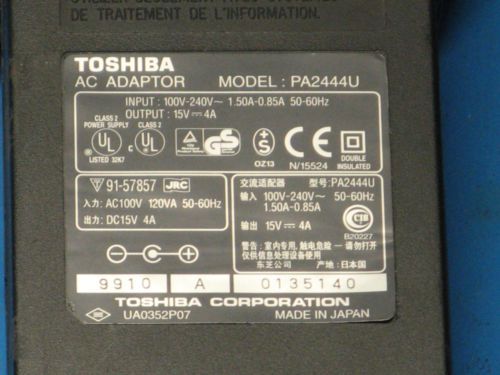 DE TRAITEMENT DE L'INFORMATION.
TOSHIBA
AC ADAPTOR MODEL : PA2444U
INPUT : 100V-240V~ 1.50A-0.85A 50-60Hz
OUTPUT : 15V⎓4A
CLASS 2 POWER SUPPLY
UL
LISTED 32K7
CLASS 2
UL
GS
S
OZ13
N
N/15524
DOUBLE INSULATED
91-57857 JRC
入力 : AC100V 120VA 50-60Hz
出力 : DC15V 4A
交流适配器 型号:PA2444U
输入 100V-240V~ 50-60Hz
1.50A-0.85A
输出 15V⎓4A
B20227
警告:室内专用,触电危险—请勿打开
仅供信息处理设备使用
东芝公司 产地:日本国
9910 A 0135140
TOSHIBA CORPORATION
UA0352P07 MADE IN JAPAN